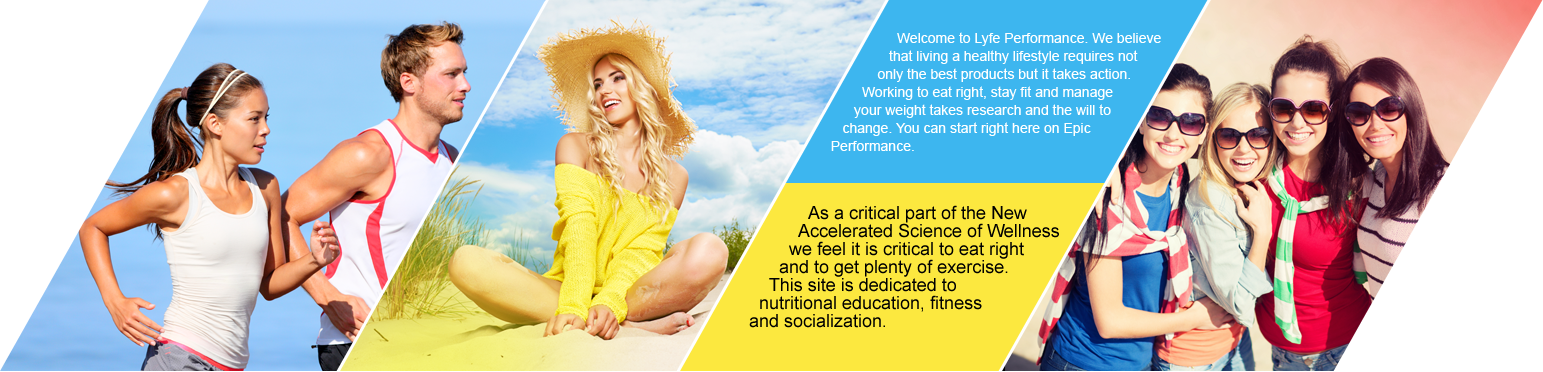 Welcome to Lyfe Performance. We believe
that living a healthy lifestyle requires not
only the best products but it takes action.
Working to eat right, stay fit and manage
your weight takes research and the will to
change. You can start right here on Epic
Performance.
As a critical part of the New
Accelerated Science of Wellness
we feel it is critical to eat right
and to get plenty of exercise.
This site is dedicated to
nutritional education, fitness
and socialization.